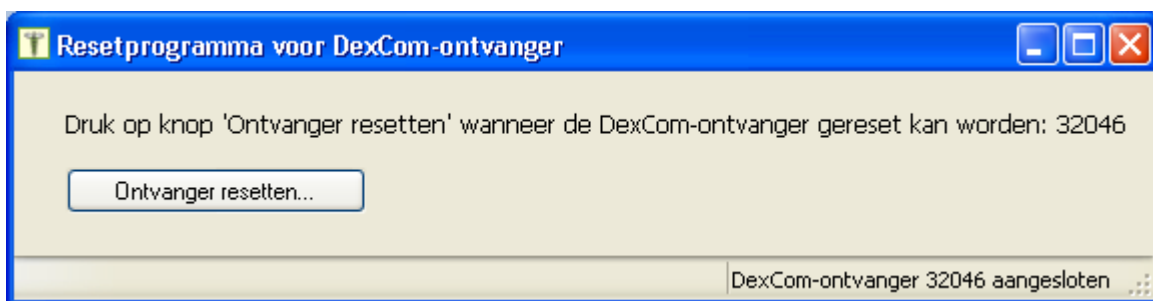 Resetprogramma voor DexCom-ontvanger
Druk op knop 'Ontvanger resetten' wanneer de DexCom-ontvanger gereset kan worden: 32046
Ontvanger resetten...
DexCom-ontvanger 32046 aangesloten